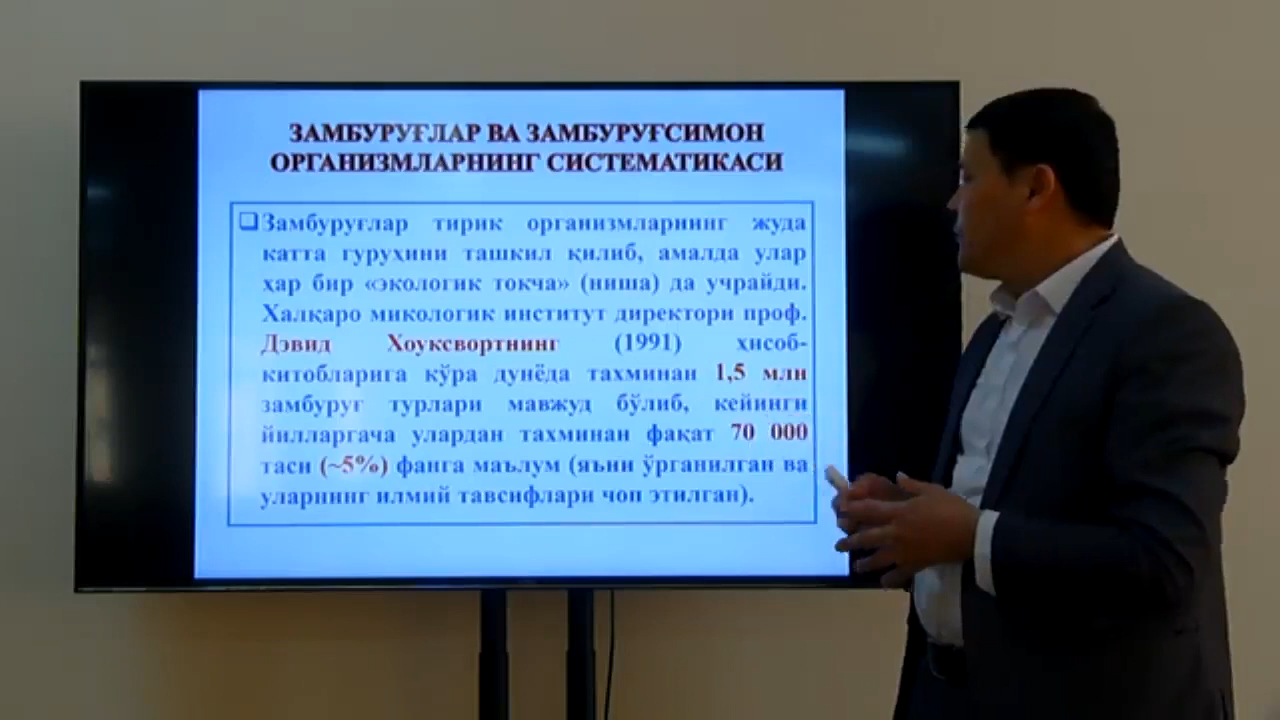 ЗАМБУРУҒЛАР ВА ЗАМБУРУҒСИМОН
ОРГАНИЗМЛАРНИНГ СИСТЕМАТИКАСИ
Замбуруғлар тирик организмларнинг жуда
катта гуруҳини ташкил қилиб, амалда улар
ҳар бир «экологик токча» (ниша) да учрайди.
Халқаро микологик институт директори проф.
Дэвид Хоуксвортнинг (1991) ҳисоб-
китобларига кўра дунёда тахминан 1,5 млн
замбуруғ турлари мавжуд бўлиб, кейинги
йилларгача улардан тахминан фақат 70 000
таси (~5%) фанга маълум (яъни ўрганилган ва
уларнинг илмий тавсифлари чоп этилган).